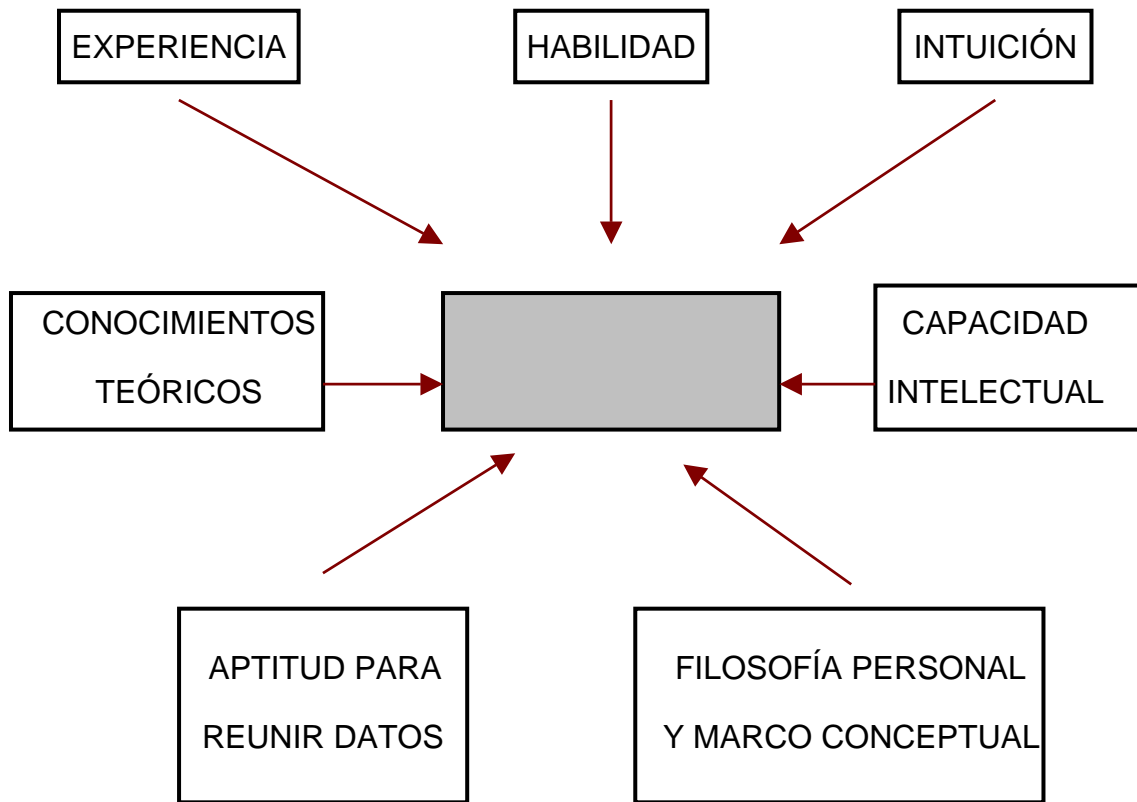 EXPERIENCIA
HABILIDAD
INTUICIÓN
CONOCIMIENTOS
TEÓRICOS
CAPACIDAD
INTELECTUAL
APTITUD PARA
REUNIR DATOS
FILOSOFÍA PERSONAL
Y MARCO CONCEPTUAL